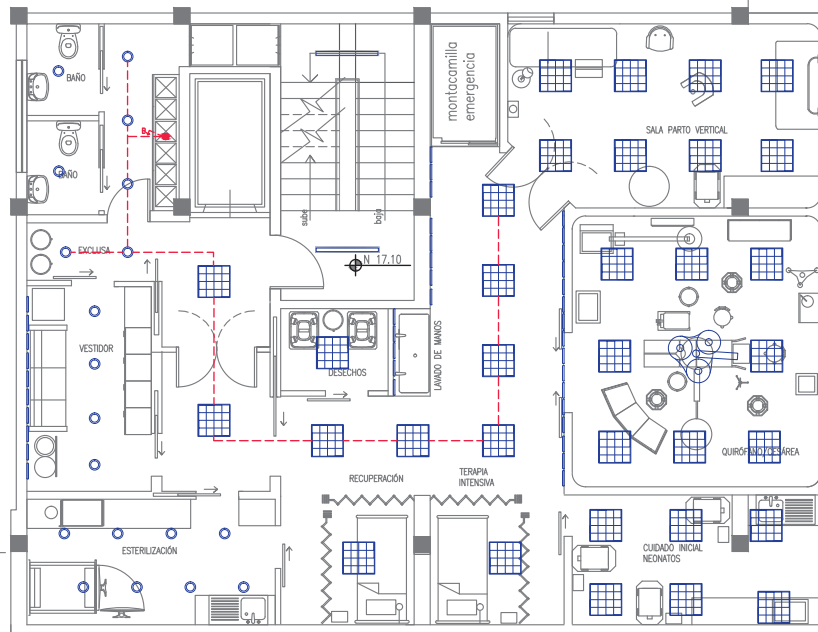 BAÑO
montacamilla
emergencia
SALA PARTO VERTICAL
BAÑO
sube
baja
EXCLUSA
N 17.10
VESTIDOR
DESECHOS
LAVADO DE MANOS
QUIRÓFANO/CESÁREA
RECUPERACIÓN
TERAPIA
INTENSIVA
ESTERILIZACIÓN
CUIDADO INICIAL
NEONATOS